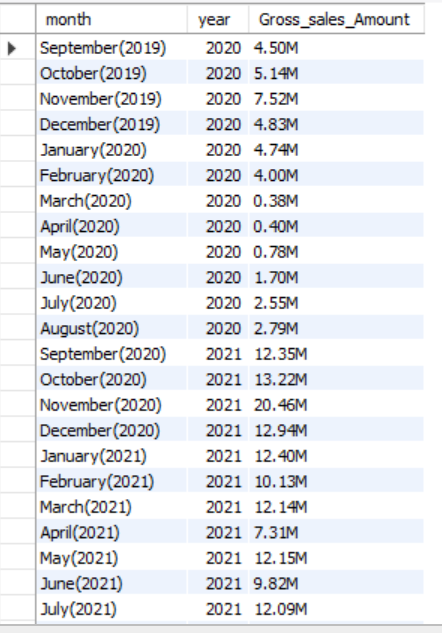 month year Gross_sales_Amount
September(2019) 2020 4.50M
October(2019) 2020 5.14M
November(2019) 2020 7.52M
December(2019) 2020 4.83M
January(2020) 2020 4.74M
February(2020) 2020 4.00M
March(2020) 2020 0.38M
April(2020) 2020 0.40M
May(2020) 2020 0.78M
June(2020) 2020 1.70M
July(2020) 2020 2.55M
August(2020) 2020 2.79M
September(2020) 2021 12.35M
October(2020) 2021 13.22M
November(2020) 2021 20.46M
December(2020) 2021 12.94M
January(2021) 2021 12.40M
February(2021) 2021 10.13M
March(2021) 2021 12.14M
April(2021) 2021 7.31M
May(2021) 2021 12.15M
June(2021) 2021 9.82M
July(2021) 2021 12.09M